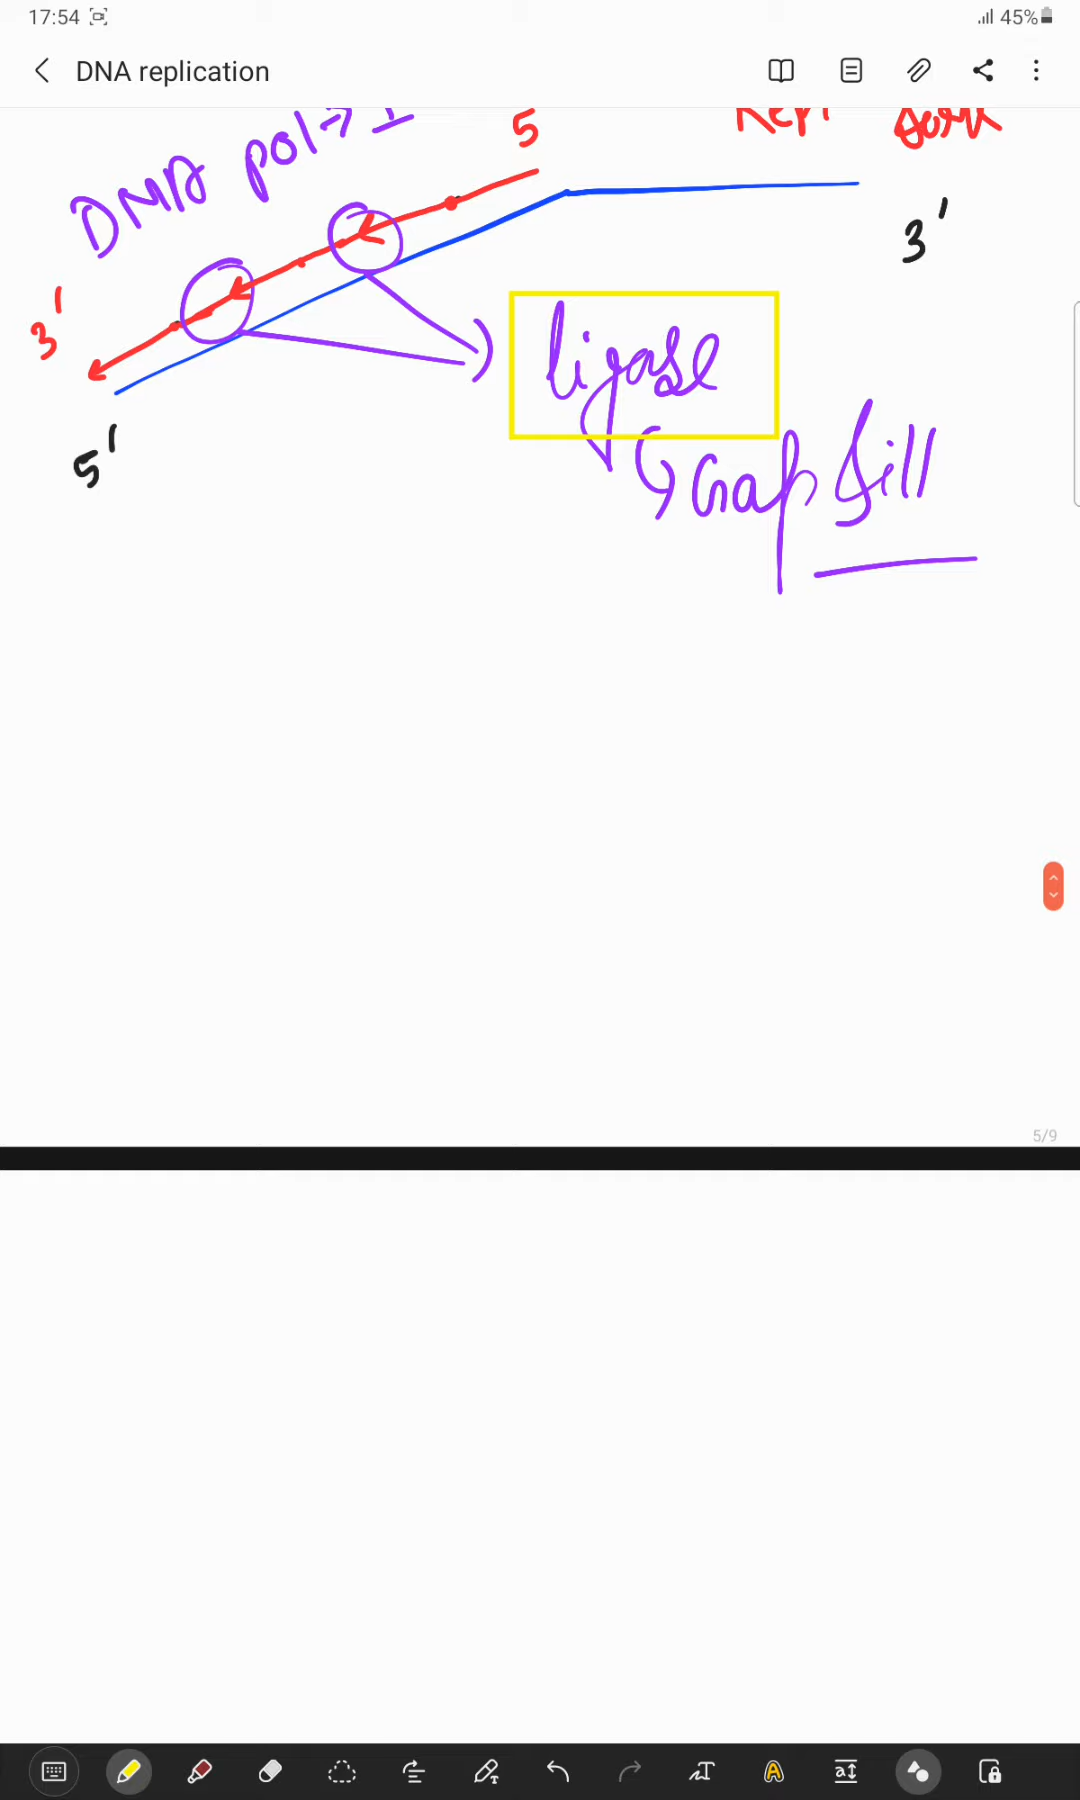 17:54
45%
DNA replication
DNA pol→ I
5
3'
3'
5'
ligase
Gap fill
5/9